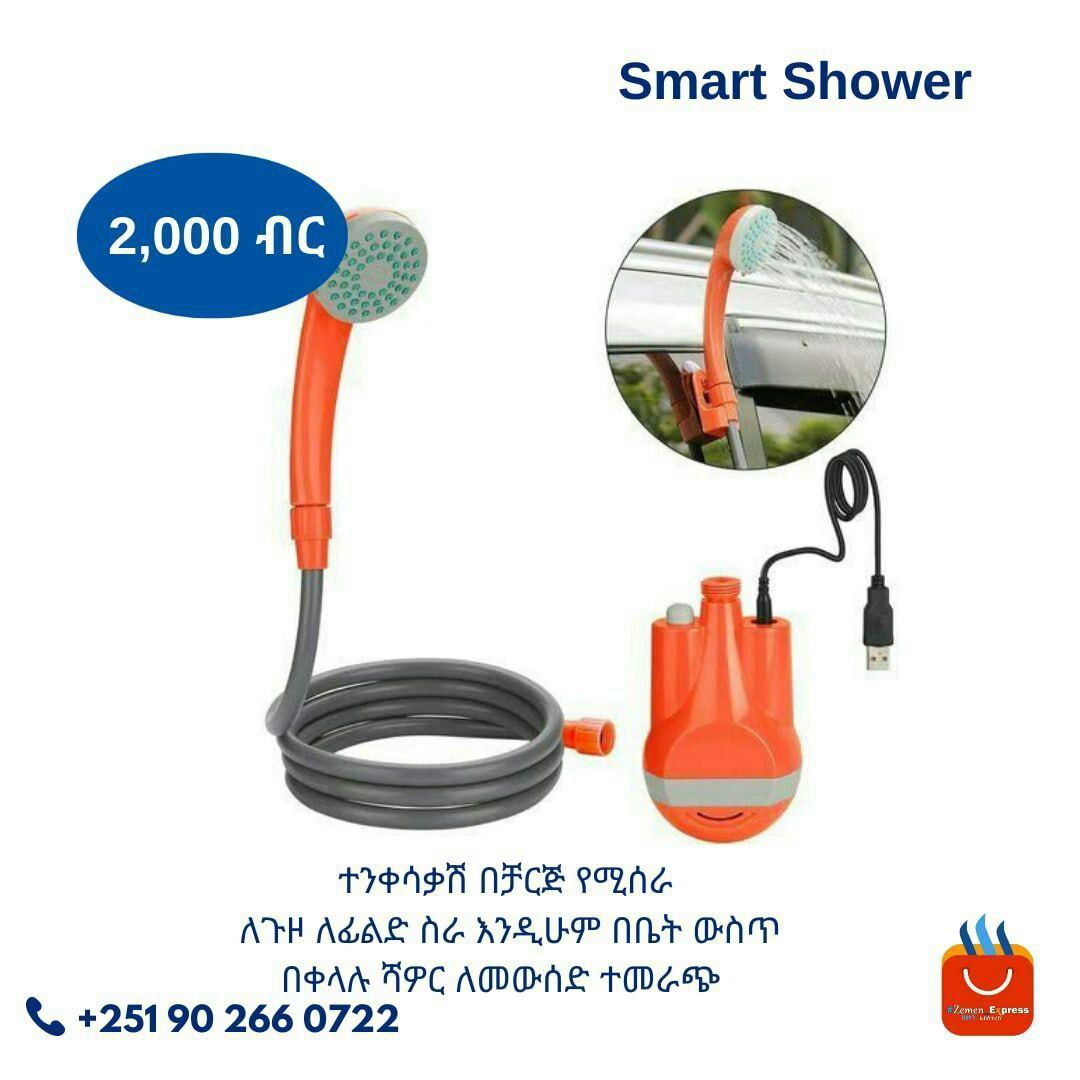 Smart Shower
2,000 ብር
ተንቀሳቃሽ በቻርጅ የሚሰራ
ለጉዞ ለፊልድ ስራ እንዲሁም በቤት ውስጥ
በቀላሉ ሻዎር ለመውሰድ ተመራጭ
+251 90 266 0722
#Zemen Express